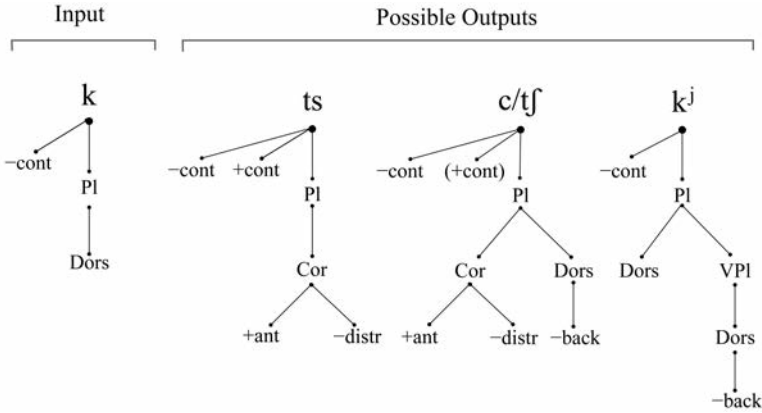 Input Possible Outputs
k ts c/tʃ kʲ
−cont −cont +cont −cont (+cont) −cont
Pl Pl Pl Pl
Dors Cor Cor Dors Dors VPl
+ant −distr +ant −distr −back Dors
−back